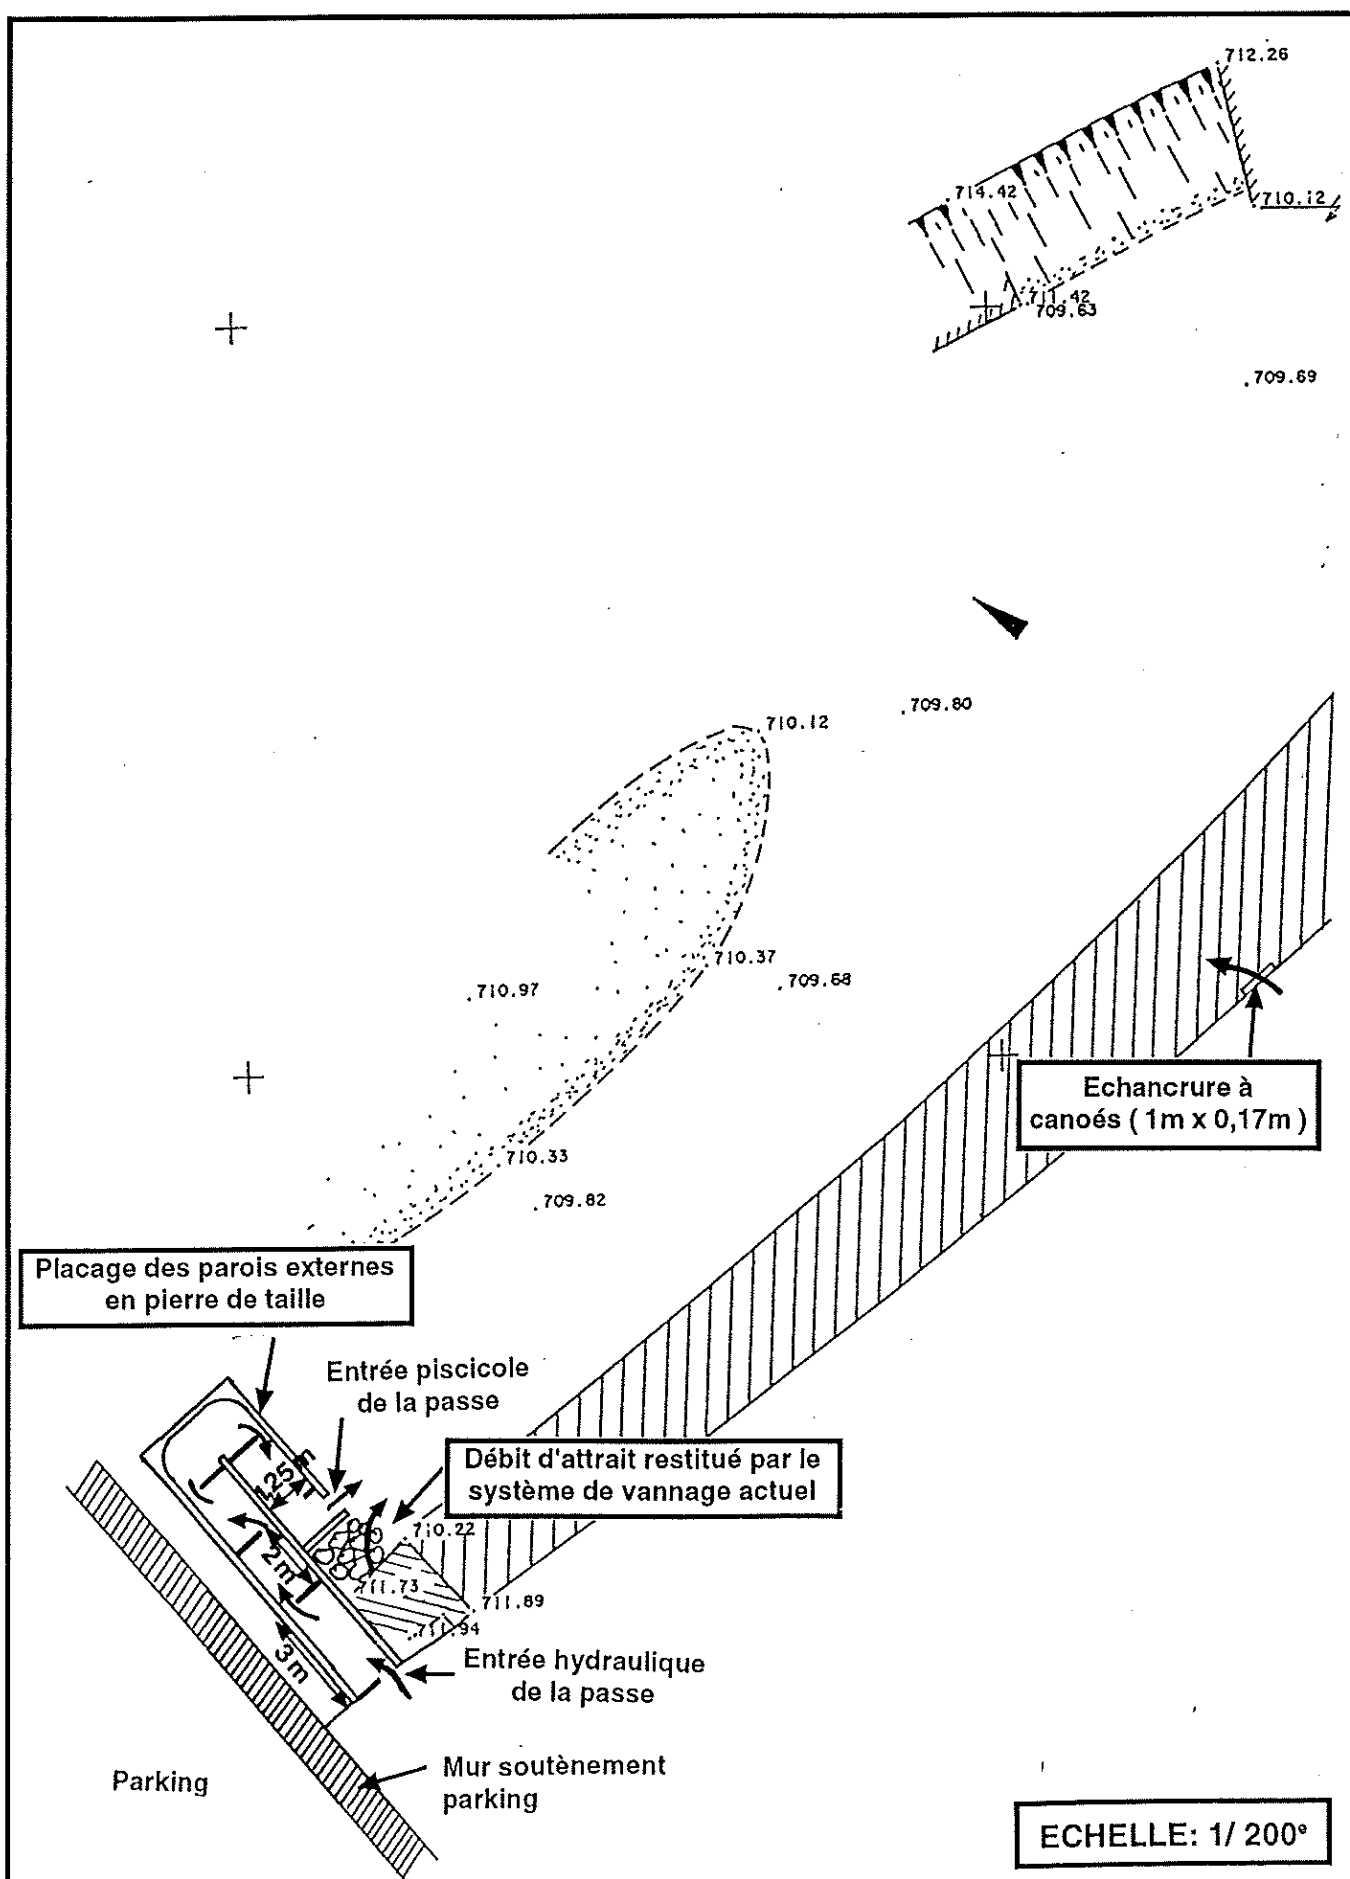 712.26
714.42
710.12
711.42
709.63
709.69
709.80
710.12
710.37
709.68
710.97
Echancrure à
canoés ( 1m x 0,17m )
710.33
709.82
Placage des parois externes
en pierre de taille
Entrée piscicole
de la passe
Débit d'attrait restitué par le
système de vannage actuel
1,25 m
710.22
2m
711.73
711.89
711.94
3m
Entrée hydraulique
de la passe
Mur soutènement
parking
Parking
ECHELLE: 1/ 200°